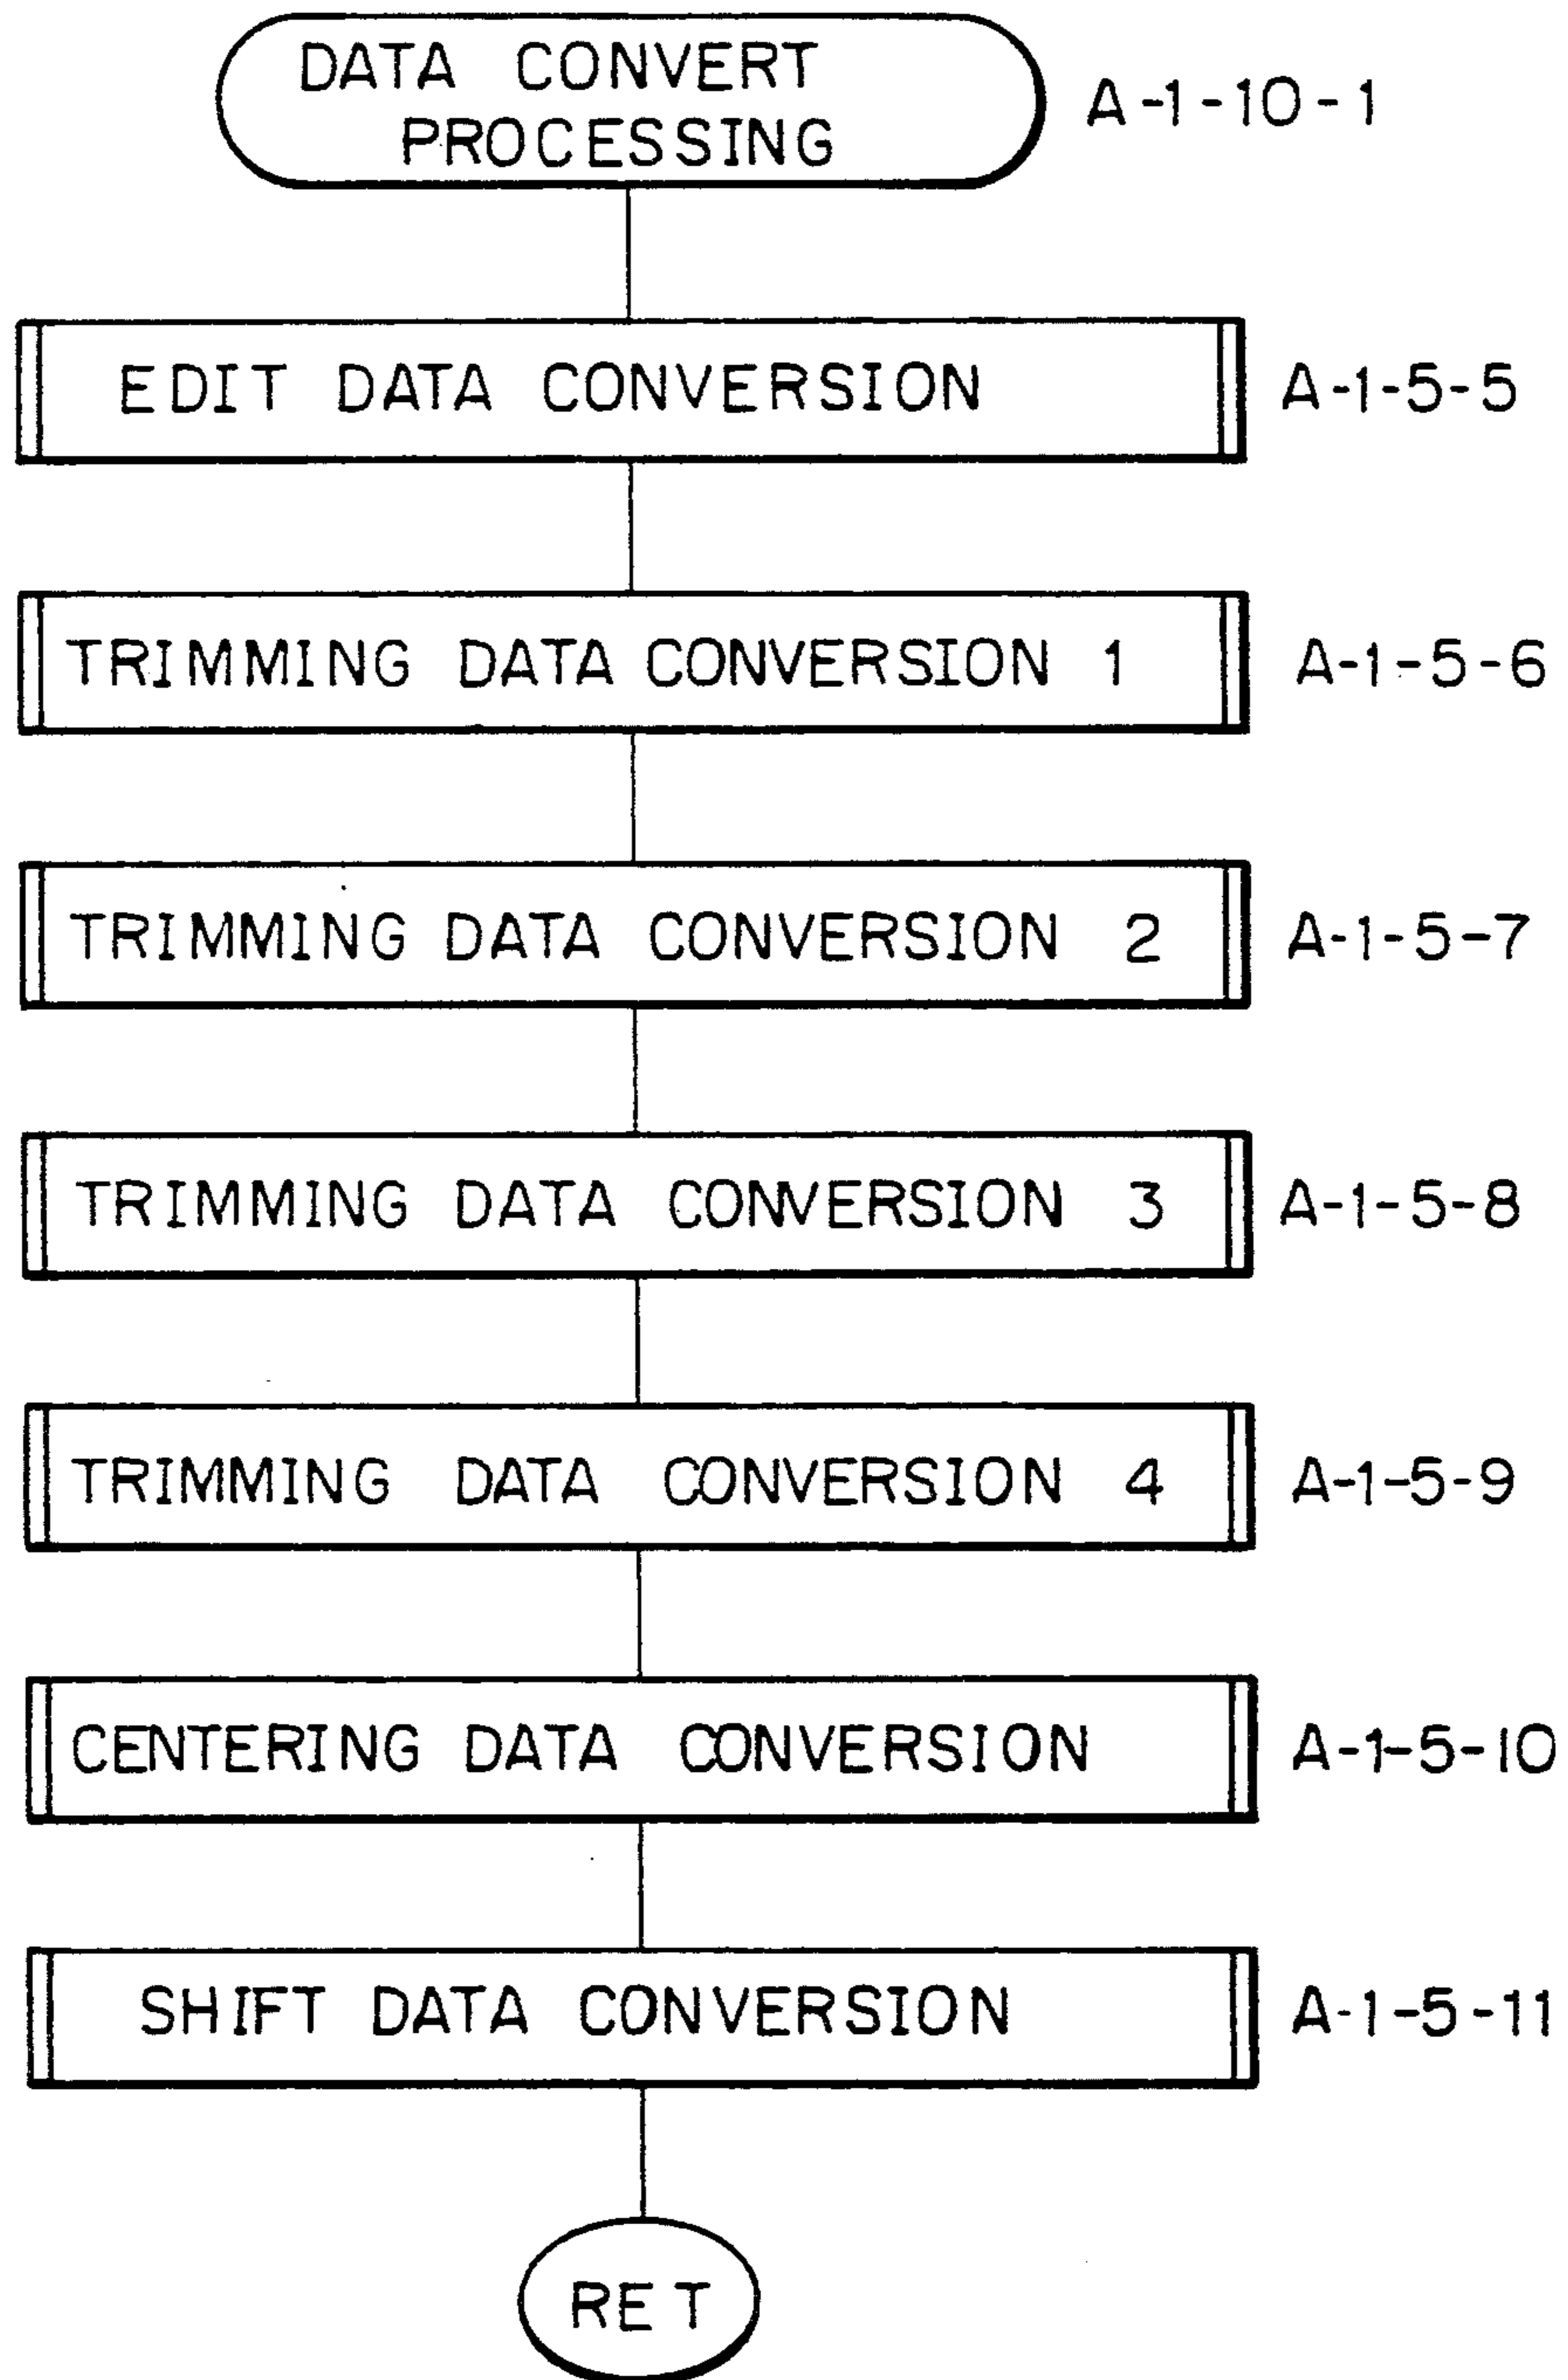 DATA CONVERT
PROCESSING
A-1-10-1
EDIT DATA CONVERSION
A-1-5-5
TRIMMING DATA CONVERSION 1
A-1-5-6
TRIMMING DATA CONVERSION 2
A-1-5-7
TRIMMING DATA CONVERSION 3
A-1-5-8
TRIMMING DATA CONVERSION 4
A-1-5-9
CENTERING DATA CONVERSION
A-1-5-10
SHIFT DATA CONVERSION
A-1-5-11
RET